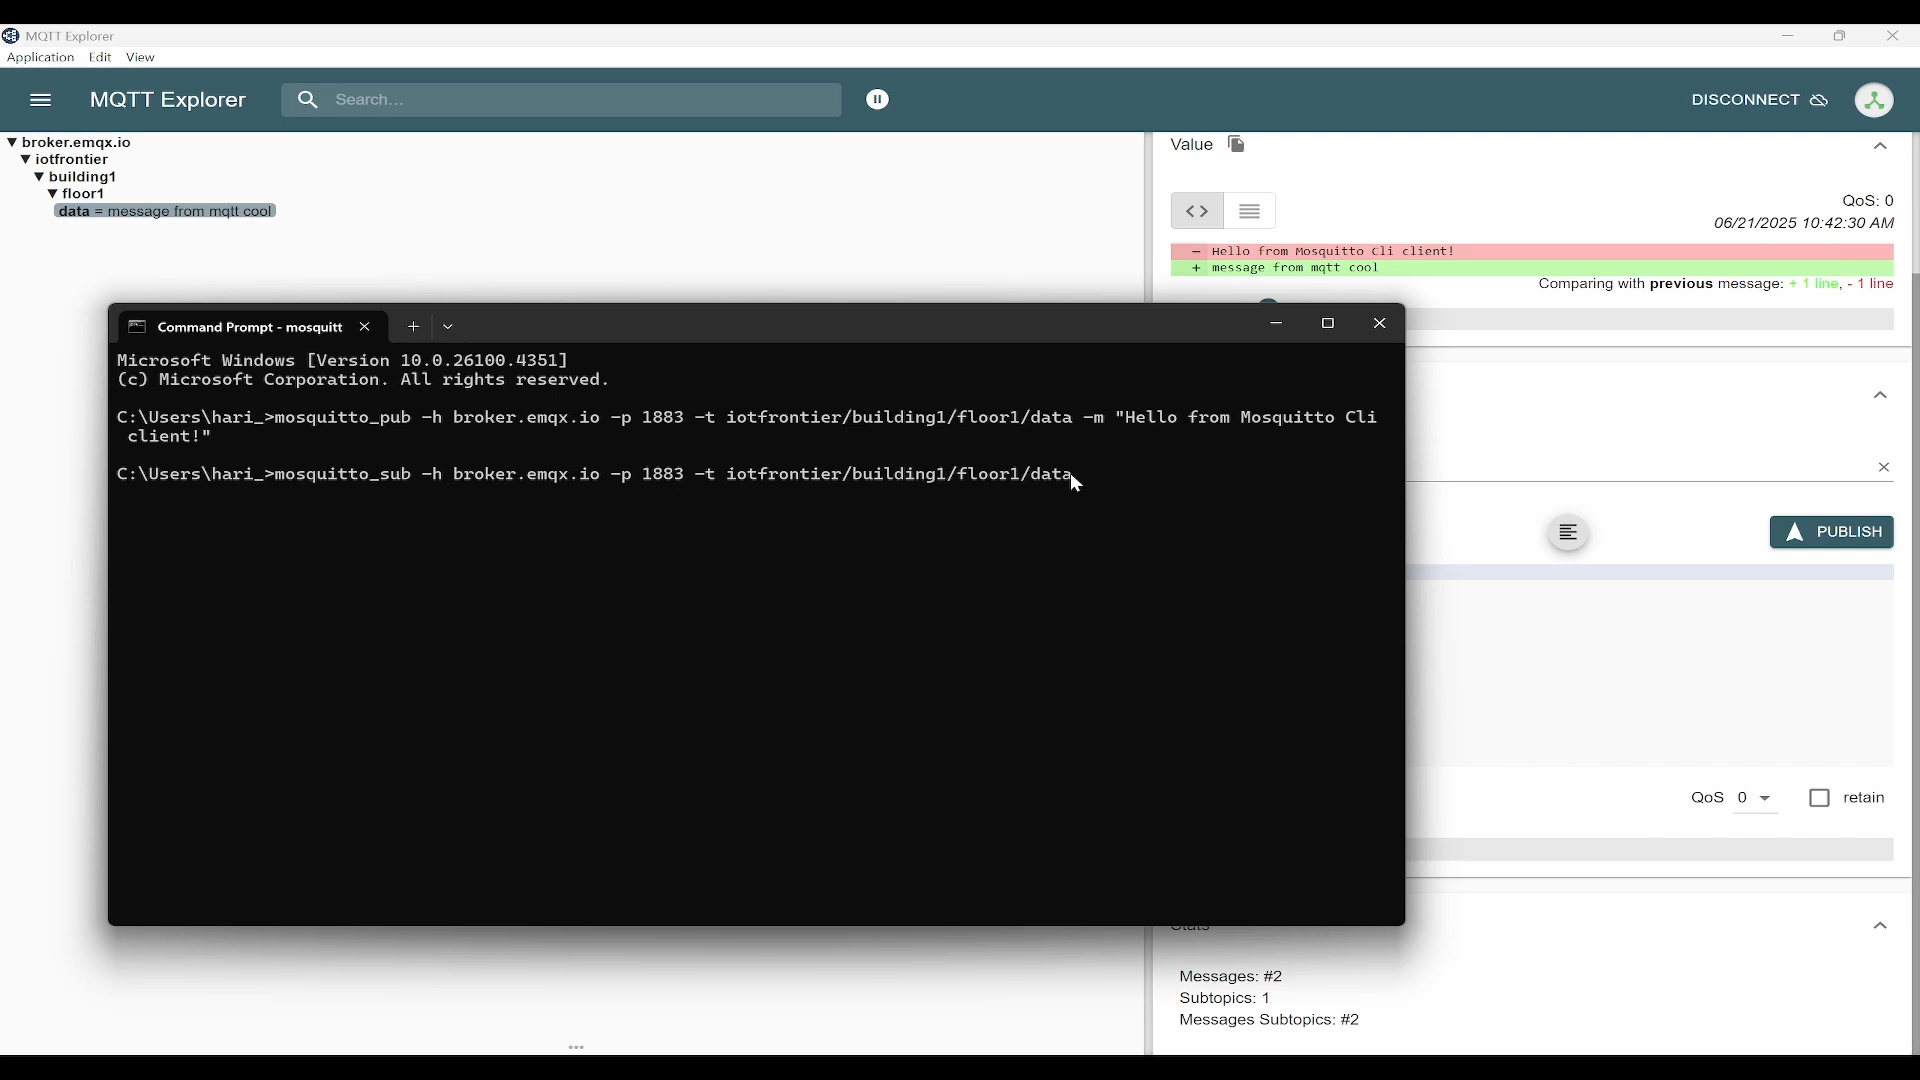 MQTT Explorer
Application Edit View
MQTT Explorer Search... DISCONNECT
▼ broker.emqx.io
▼ iotfrontier
▼ building1
▼ floor1
data = message from mqtt cool
Value
QoS: 0
06/21/2025 10:42:30 AM
- Hello from Mosquitto Cli client!
+ message from mqtt cool
Comparing with previous message: + 1 line, - 1 line
Command Prompt - mosquitt
Microsoft Windows [Version 10.0.26100.4351]
(c) Microsoft Corporation. All rights reserved.
C:\Users\hari_>mosquitto_pub -h broker.emqx.io -p 1883 -t iotfrontier/building1/floor1/data -m "Hello from Mosquitto Cli
client!"
C:\Users\hari_>mosquitto_sub -h broker.emqx.io -p 1883 -t iotfrontier/building1/floor1/data
PUBLISH
QoS 0 retain
Stats
Messages: #2
Subtopics: 1
Messages Subtopics: #2